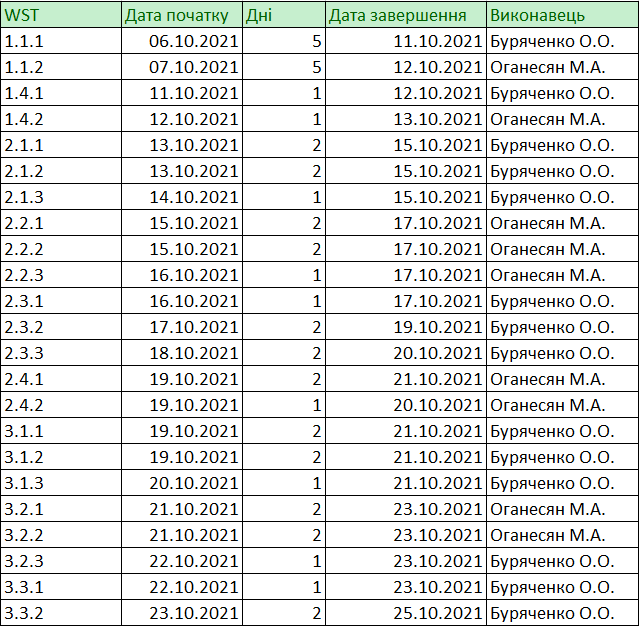 WST Дата початку Дні Дата завершення Виконавець
1.1.1 06.10.2021 5 11.10.2021 Буряченко О.О.
1.1.2 07.10.2021 5 12.10.2021 Оганесян М.А.
1.4.1 11.10.2021 1 12.10.2021 Буряченко О.О.
1.4.2 12.10.2021 1 13.10.2021 Оганесян М.А.
2.1.1 13.10.2021 2 15.10.2021 Буряченко О.О.
2.1.2 13.10.2021 2 15.10.2021 Буряченко О.О.
2.1.3 14.10.2021 1 15.10.2021 Буряченко О.О.
2.2.1 15.10.2021 2 17.10.2021 Оганесян М.А.
2.2.2 15.10.2021 2 17.10.2021 Оганесян М.А.
2.2.3 16.10.2021 1 17.10.2021 Оганесян М.А.
2.3.1 16.10.2021 1 17.10.2021 Буряченко О.О.
2.3.2 17.10.2021 2 19.10.2021 Буряченко О.О.
2.3.3 18.10.2021 2 20.10.2021 Буряченко О.О.
2.4.1 19.10.2021 2 21.10.2021 Оганесян М.А.
2.4.2 19.10.2021 1 20.10.2021 Оганесян М.А.
3.1.1 19.10.2021 2 21.10.2021 Буряченко О.О.
3.1.2 19.10.2021 2 21.10.2021 Буряченко О.О.
3.1.3 20.10.2021 1 21.10.2021 Буряченко О.О.
3.2.1 21.10.2021 2 23.10.2021 Оганесян М.А.
3.2.2 21.10.2021 2 23.10.2021 Оганесян М.А.
3.2.3 22.10.2021 1 23.10.2021 Буряченко О.О.
3.3.1 22.10.2021 1 23.10.2021 Буряченко О.О.
3.3.2 23.10.2021 2 25.10.2021 Буряченко О.О.